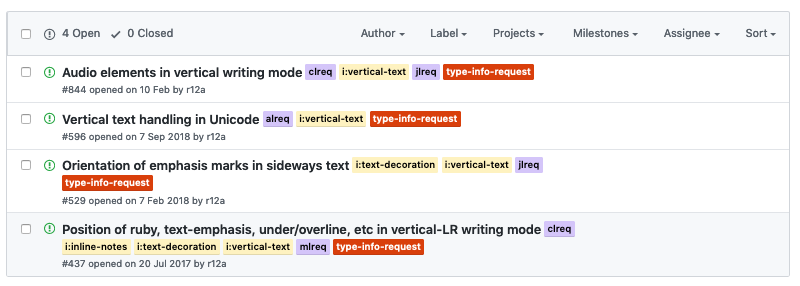 4 Open 0 Closed Author Label Projects Milestones Assignee Sort
Audio elements in vertical writing mode clreq i:vertical-text jlreq type-info-request
#844 opened on 10 Feb by r12a
Vertical text handling in Unicode alreq i:vertical-text type-info-request
#596 opened on 7 Sep 2018 by r12a
Orientation of emphasis marks in sideways text i:text-decoration i:vertical-text jlreq
type-info-request
#529 opened on 7 Feb 2018 by r12a
Position of ruby, text-emphasis, under/overline, etc in vertical-LR writing mode clreq
i:inline-notes i:text-decoration i:vertical-text mlreq type-info-request
#437 opened on 20 Jul 2017 by r12a